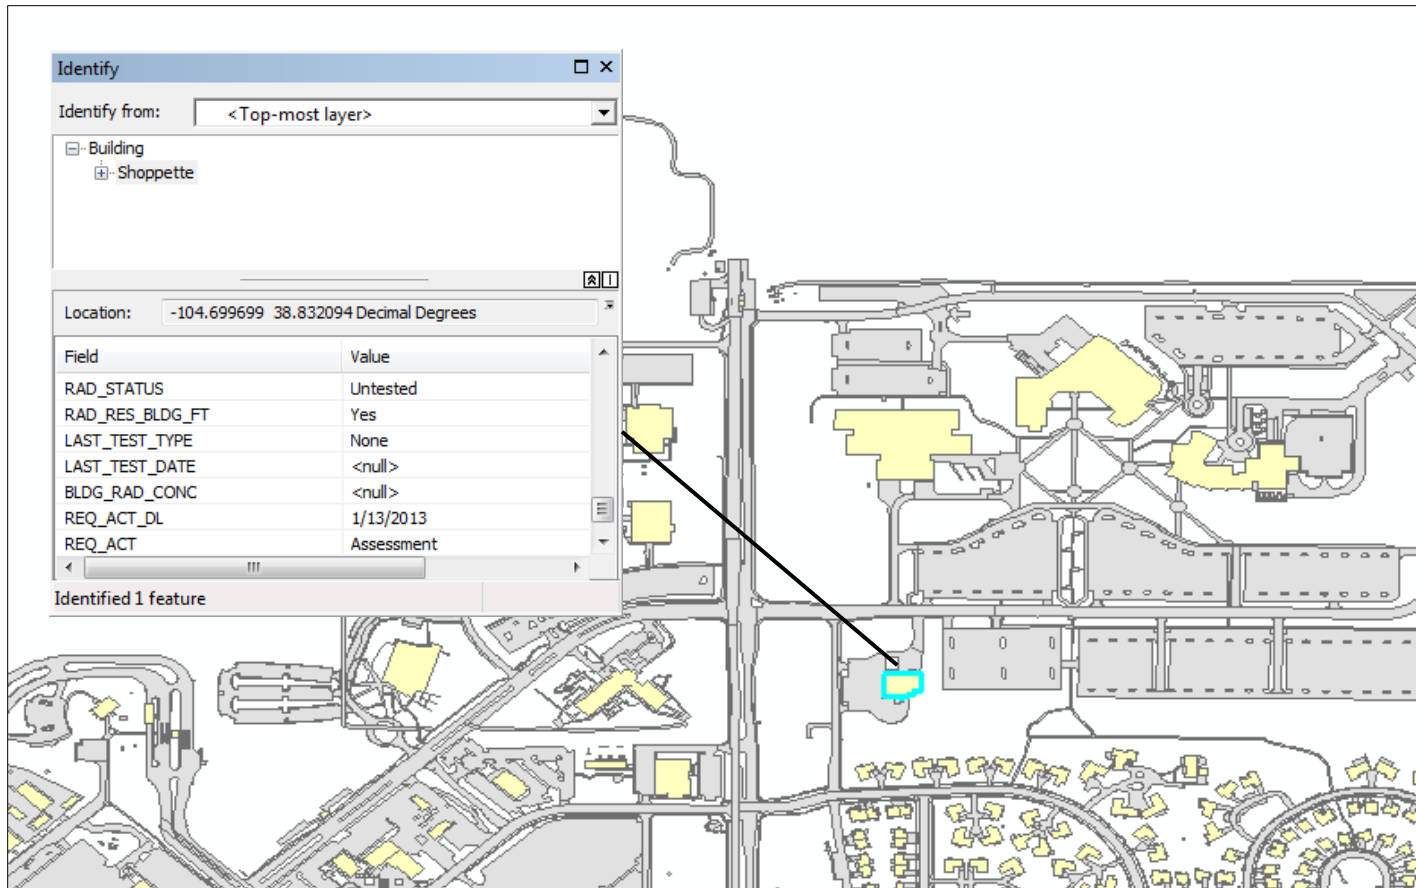 Identify
Identify from: <Top-most layer>
Building
Shoppette
Location: -104.699699 38.832094 Decimal Degrees
Field Value
RAD_STATUS Untested
RAD_RES_BLDG_FT Yes
LAST_TEST_TYPE None
LAST_TEST_DATE <null>
BLDG_RAD_CONC <null>
REQ_ACT_DL 1/13/2013
REQ_ACT Assessment
Identified 1 feature